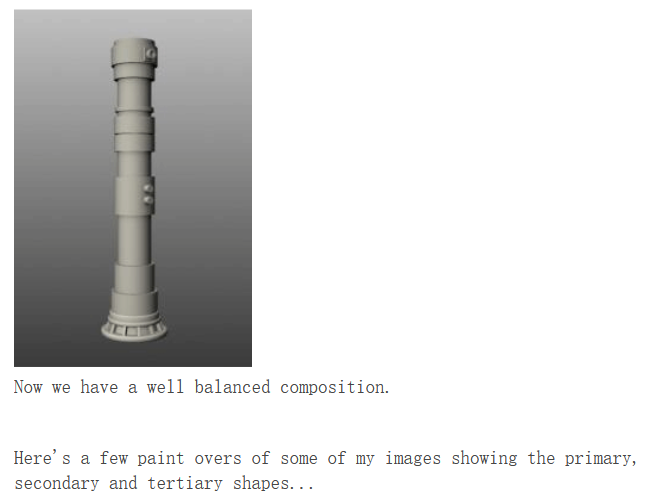 Now we have a well balanced composition.
Here's a few paint overs of some of my images showing the primary,
secondary and tertiary shapes...